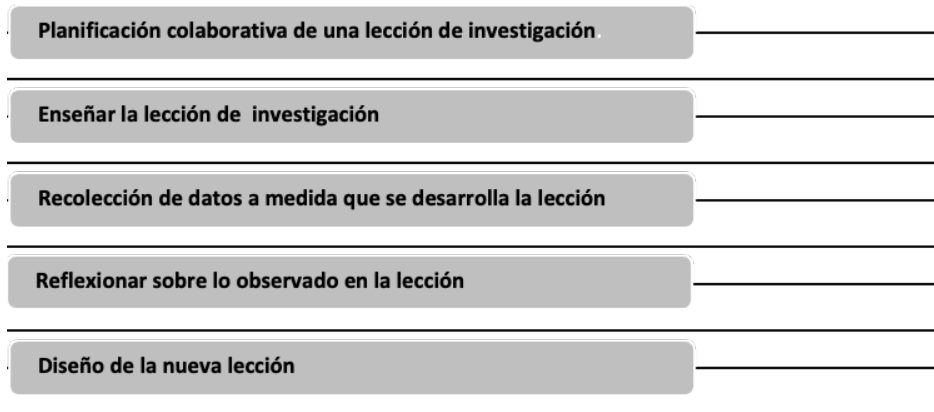 Planificación colaborativa de una lección de investigación.
Enseñar la lección de investigación
Recolección de datos a medida que se desarrolla la lección
Reflexionar sobre lo observado en la lección
Diseño de la nueva lección